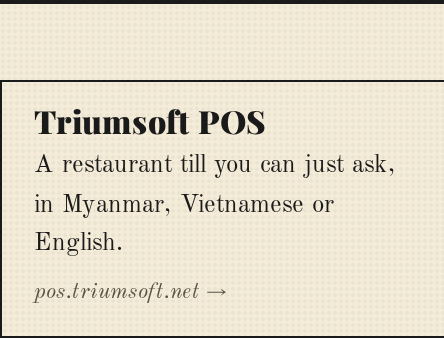 Triumsoft POS
A restaurant till you can just ask,
in Myanmar, Vietnamese or
English.
pos.triumsoft.net →